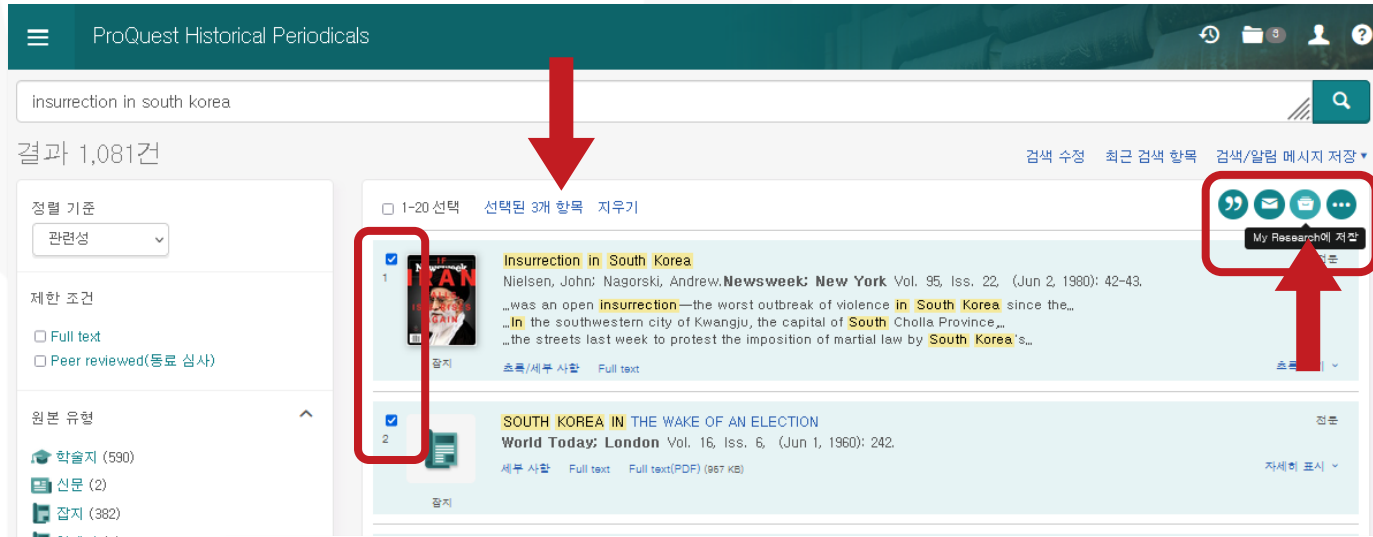 ProQuest Historical Periodicals
3
insurrection in south korea
결과 1,081건
검색 수정 최근 검색 항목 검색/알림 메시지 저장
정렬 기준
관련성
1-20 선택 선택된 3개 항목 지우기
My Research에 저장
1
Newsweek
IF
IRAN
AGAIN
Insurrection in South Korea
전문
Nielsen, John; Nagorski, Andrew.Newsweek; New York Vol. 95, Iss. 22, (Jun 2, 1980): 42-43.
...was an open insurrection—the worst outbreak of violence in South Korea since the...
...In the southwestern city of Kwangju, the capital of South Cholla Province,...
...the streets last week to protest the imposition of martial law by South Korea's...
잡지
초록/세부 사항 Full text
제한 조건
Full text
Peer reviewed(동료 심사)
2
SOUTH KOREA IN THE WAKE OF AN ELECTION
전문
World Today; London Vol. 16, Iss. 6, (Jun 1, 1960): 242.
세부 사항 Full text Full text(PDF) (967 KB)
자세히 표시
잡지
원본 유형
학술지 (590)
신문 (2)
잡지 (382)